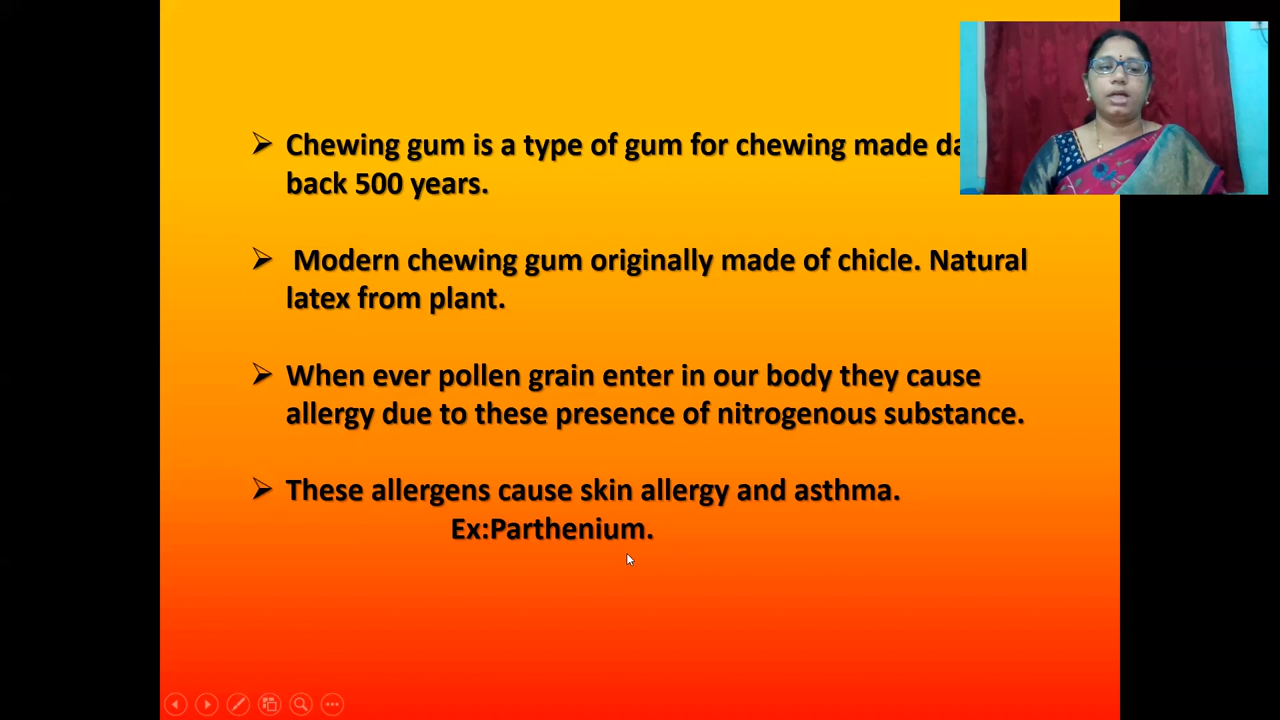 Chewing gum is a type of gum for chewing made
back 500 years.
Modern chewing gum originally made of chicle. Natural
latex from plant.
When ever pollen grain enter in our body they cause
allergy due to these presence of nitrogenous substance.
These allergens cause skin allergy and asthma.
Ex:Parthenium.